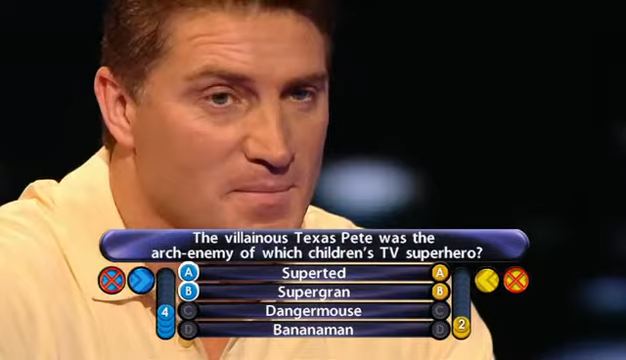 The villainous Texas Pete was the
arch-enemy of which children's TV superhero?
A Superted A
B Supergran B
4 C Dangermouse C
D Bananaman D 2